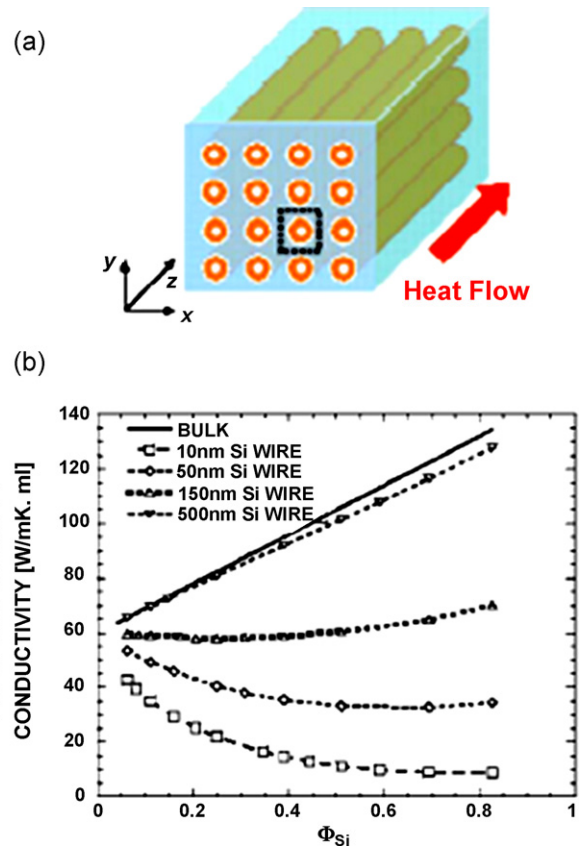 (a)
y
z
x
Heat Flow
(b)
CONDUCTIVITY [W/mK. ml]
140
120
100
80
60
40
20
0
BULK
10nm Si WIRE
50nm Si WIRE
150nm Si WIRE
500nm Si WIRE
0 0.2 0.4 0.6 0.8 1
ΦSi